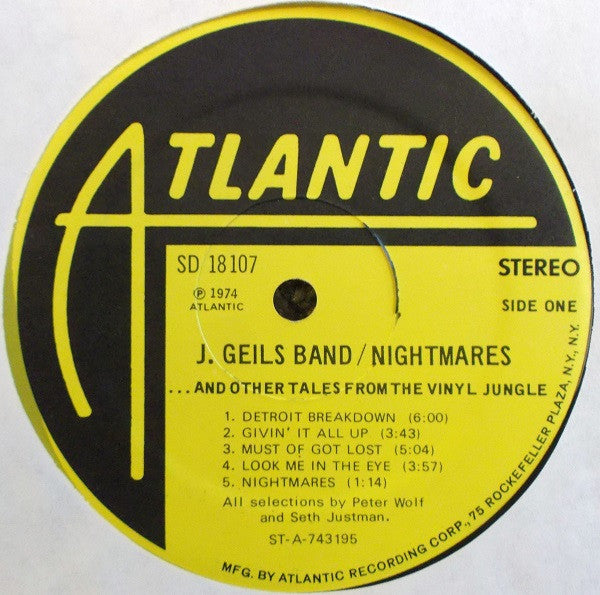 ATLANTIC
SD 18107
STEREO
℗ 1974
ATLANTIC
SIDE ONE
J. GEILS BAND/NIGHTMARES
...AND OTHER TALES FROM THE VINYL JUNGLE
1. DETROIT BREAKDOWN (6:00)
2. GIVIN' IT ALL UP (3:43)
3. MUST OF GOT LOST (5:04)
4. LOOK ME IN THE EYE (3:57)
5. NIGHTMARES (1:14)
All selections by Peter Wolf
and Seth Justman.
ST-A-743195
MFG. BY ATLANTIC RECORDING CORP., 75 ROCKEFELLER PLAZA, N.Y., N.Y.